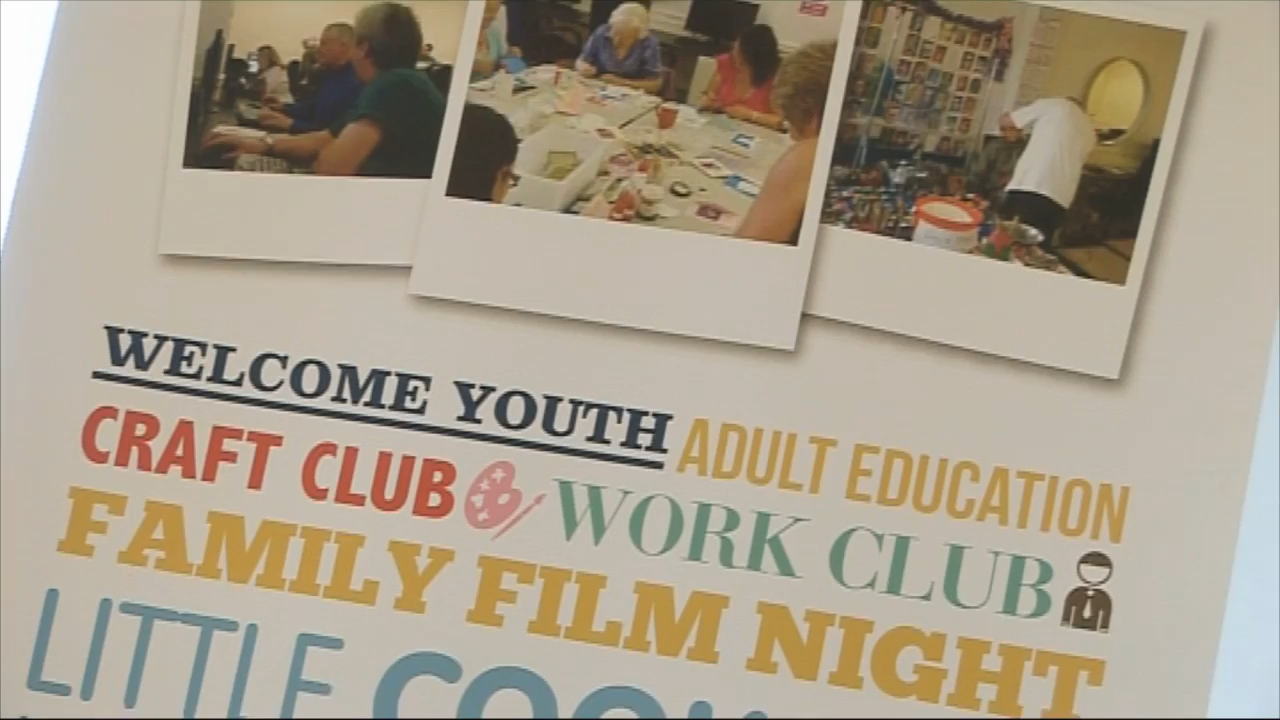 WELCOME YOUTH ADULT EDUCATION
CRAFT CLUB WORK CLUB
FAMILY FILM NIGHT
LITTLE